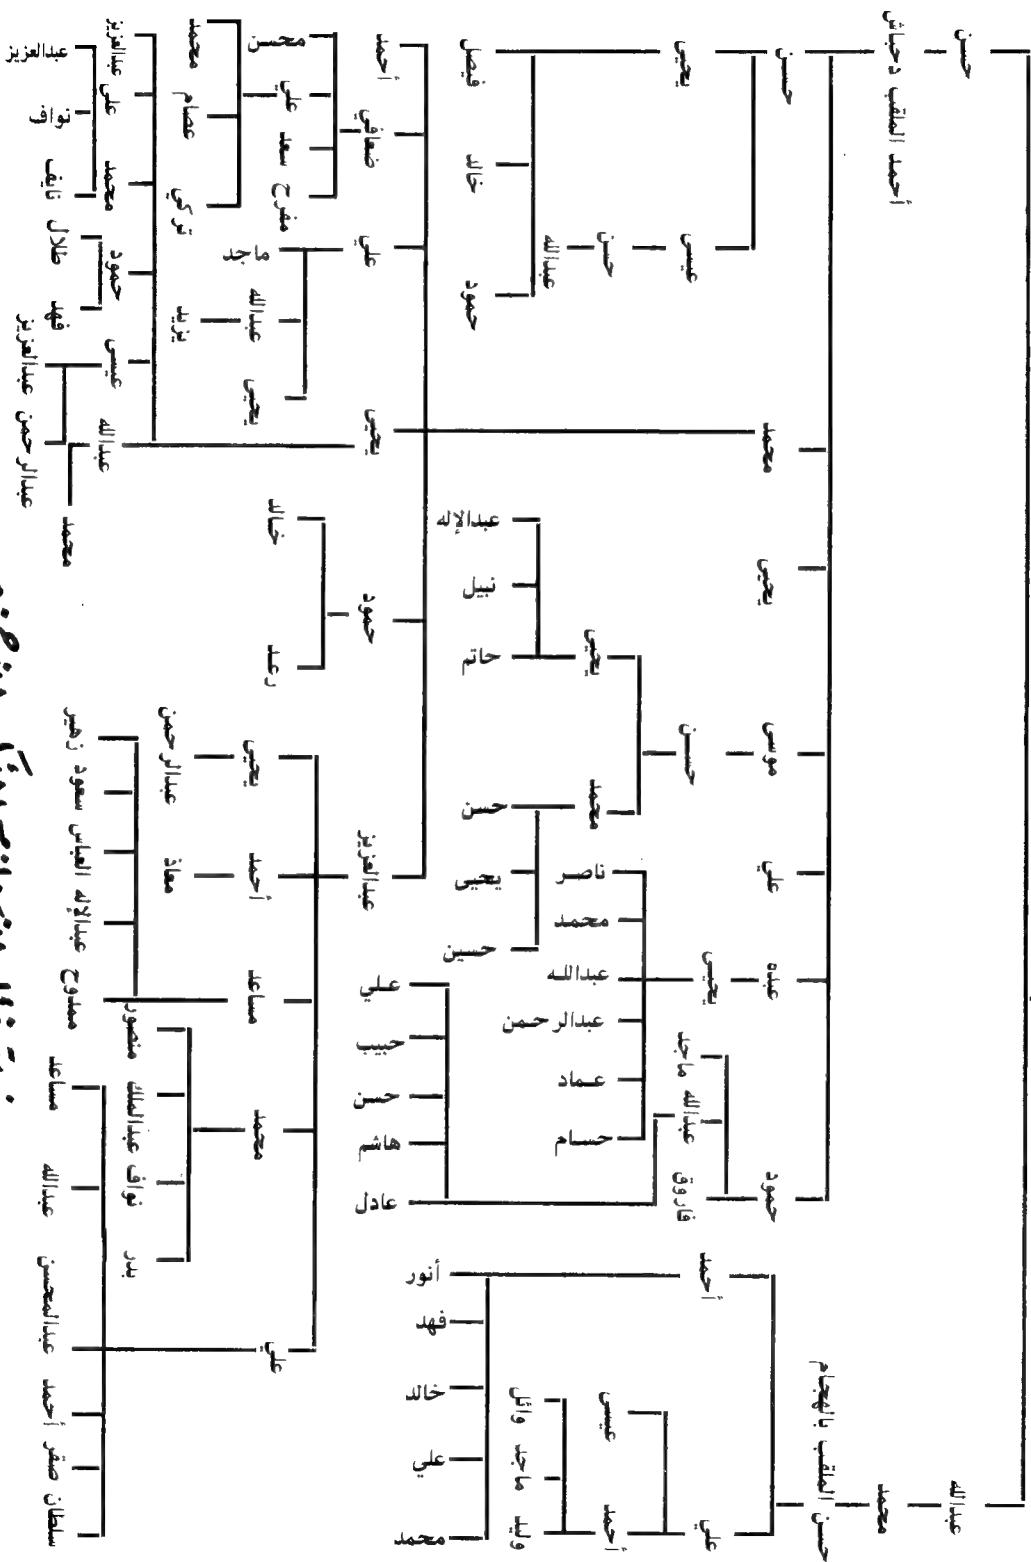 عبدالله
حسن
محمد
أحمد الملقب دحباش
حسن الملقب بالهجام
حمود
عبده
علي
موسى
يحيى
محمد
حسن
علي
أحمد
فاروق عبدالله ماجد
يحيى
حسن
عيسى
يحيى
أحمد
عيسى
حسام
عماد
عبدالرحمن
عبدالله
محمد
ناصر
محمد
يحيى
حسن
عبدالله
وليد ماجد وائل
حسين
يحيى
حسن
حاتم
نبيل
عبدالإله
حمود
خالد
فيصل
محمد
علي
خالد
فهد
أنور
عادل
هاشم
حسن
حبيب
علي
عبدالعزيز
حمود
يحيى
علي
ضعافي
أحمد
علي
محمد
مساعد
أحمد
يحيى
رعد
خالد
يحيى
عبدالله
ماجد
مفرح سعد علي محسن
معاذ
عبدالرحمن
يزيد
تركي
عصام
محمد
بدر نواف عبدالملك منصور
عبدالله
عيسى
حمود
محمد
علي
عبدالعزيز
ممدوح عبدالإله العباس سعود زهير
محمد
سلطان صقر أحمد عبدالمحسن عبدالله مساعد
عبدالرحمن عبدالعزيز
فهد طلال
نايف
نواف
عبدالعزيز